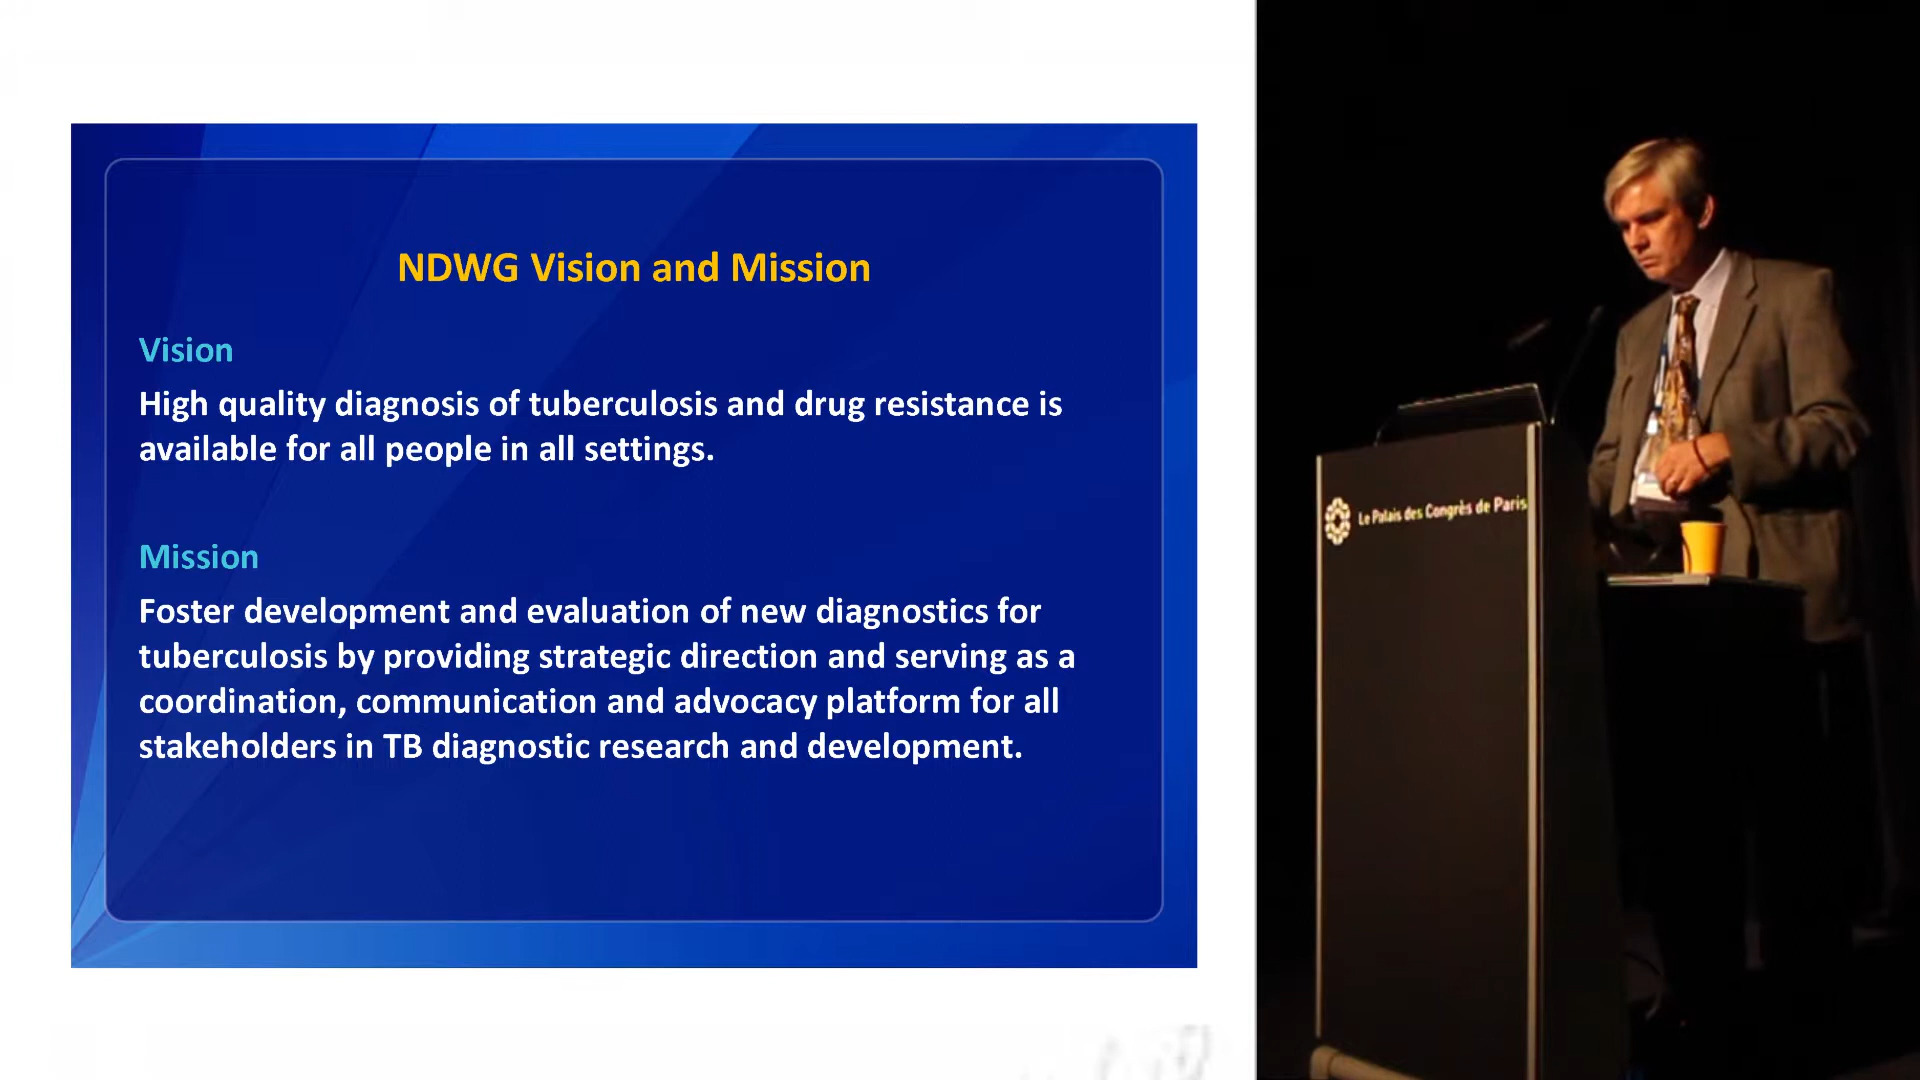 NDWG Vision and Mission
Vision
High quality diagnosis of tuberculosis and drug resistance is
available for all people in all settings.
Mission
Foster development and evaluation of new diagnostics for
tuberculosis by providing strategic direction and serving as a
coordination, communication and advocacy platform for all
stakeholders in TB diagnostic research and development.
Le Palais des Congrès de Paris